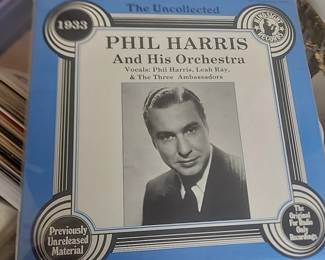 The Uncollected
1933
PHIL HARRIS
And His Orchestra
Vocals: Phil Harris, Leah Ray,
& The Three Ambassadors
Previously
Unreleased
Material
The
Original
For Radio
Only
Recordings